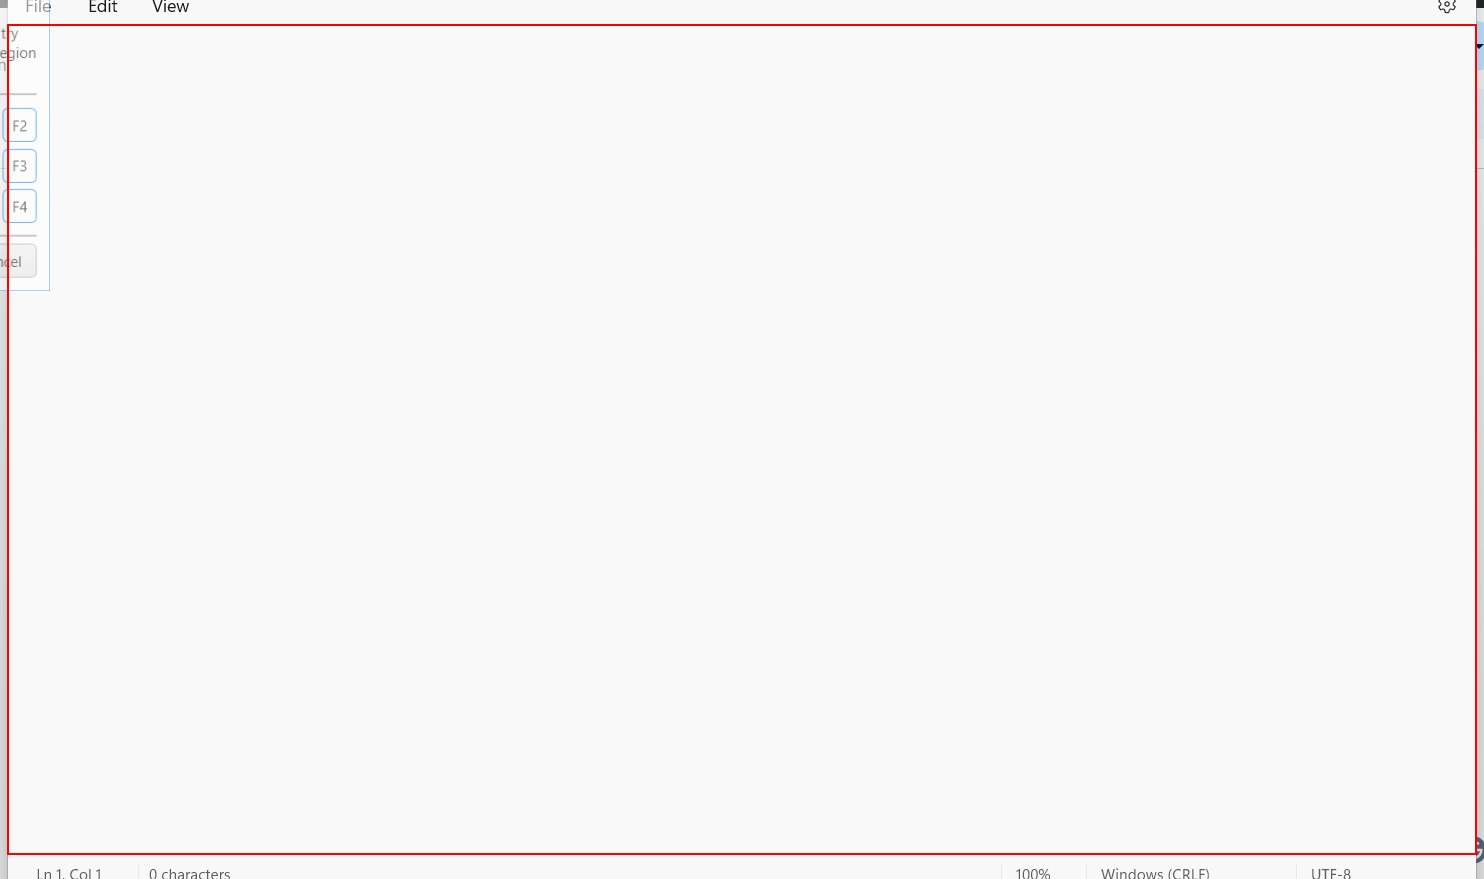 File Edit View
try
egion
n
F2
F3
F4
ncel
Ln 1, Col 1 0 characters 100% Windows (CRLF) UTF-8